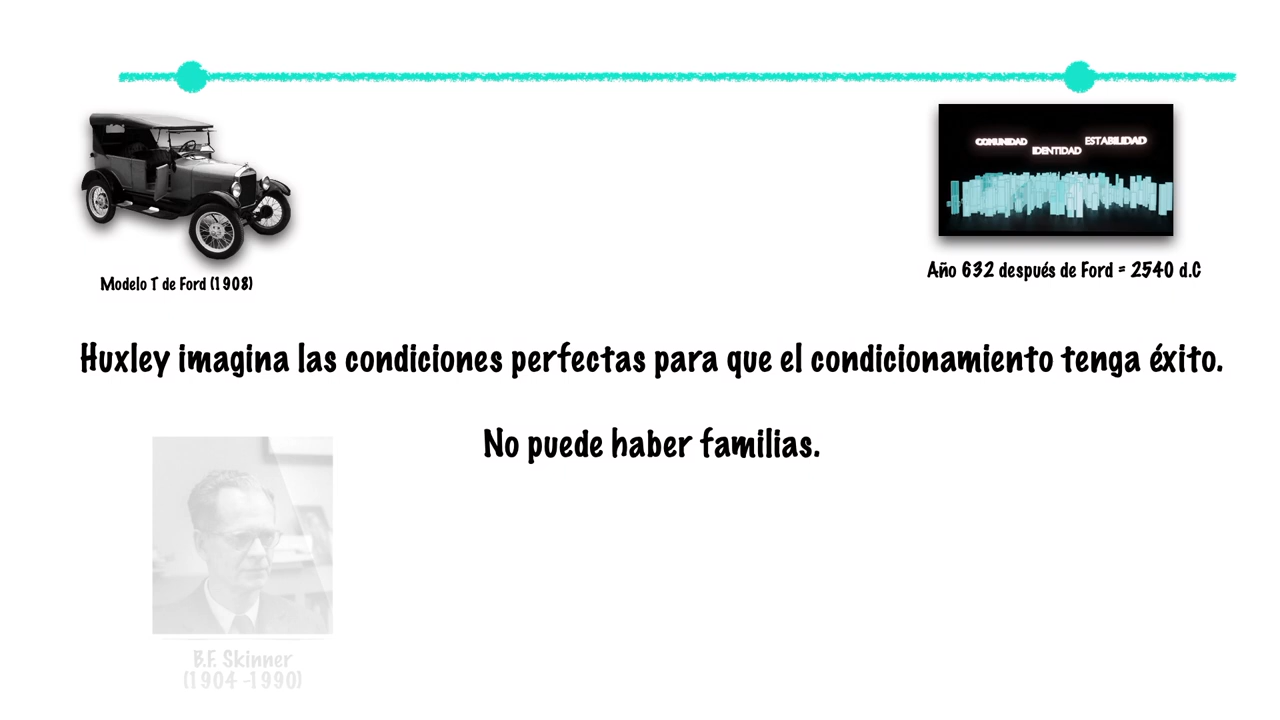 COMUNIDAD
IDENTIDAD
ESTABILIDAD
Modelo T de Ford (1908)
Año 632 después de Ford = 2540 d.C
Huxley imagina las condiciones perfectas para que el condicionamiento tenga éxito.
No puede haber familias.
B.F. Skinner
(1904 -1990)